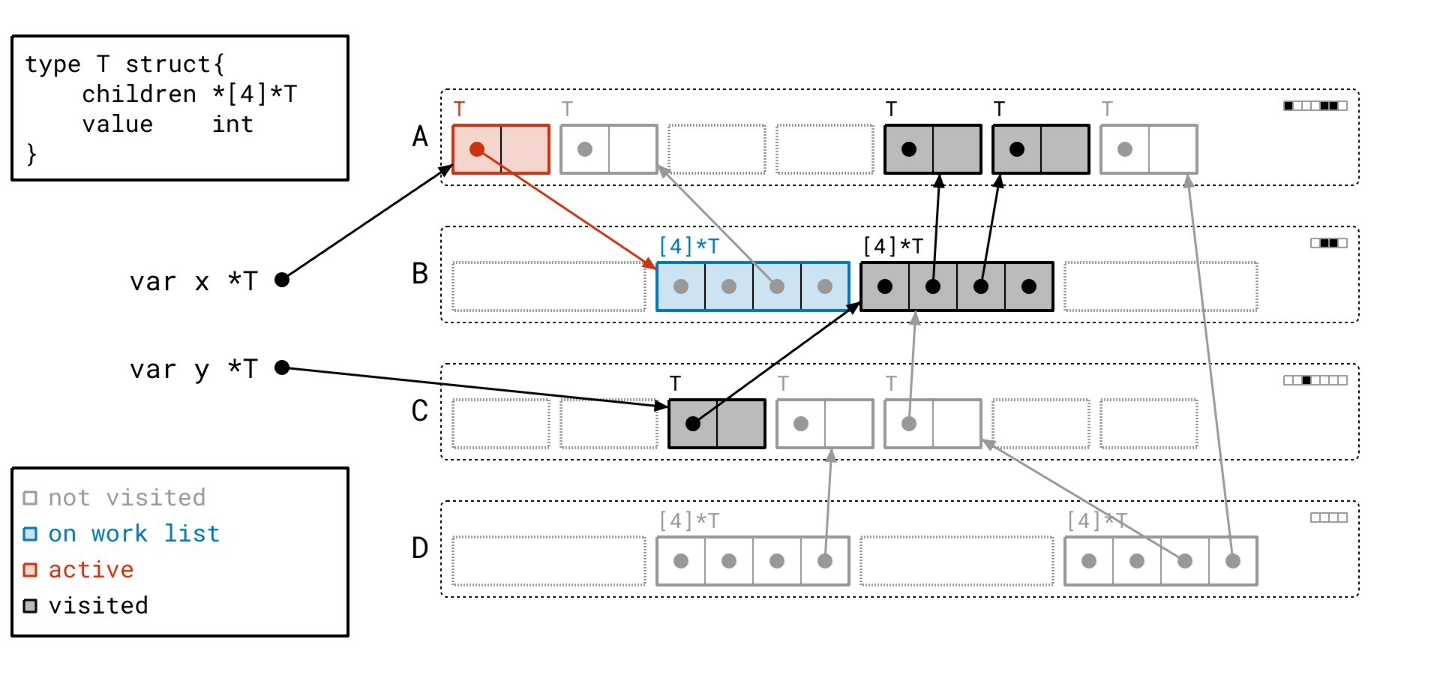 type T struct{
    children *[4]*T
    value    int
}
T T T T T
A
var x *T
[4]*T [4]*T
B
var y *T
T T T
C
[4]*T [4]*T
D
not visited
on work list
active
visited